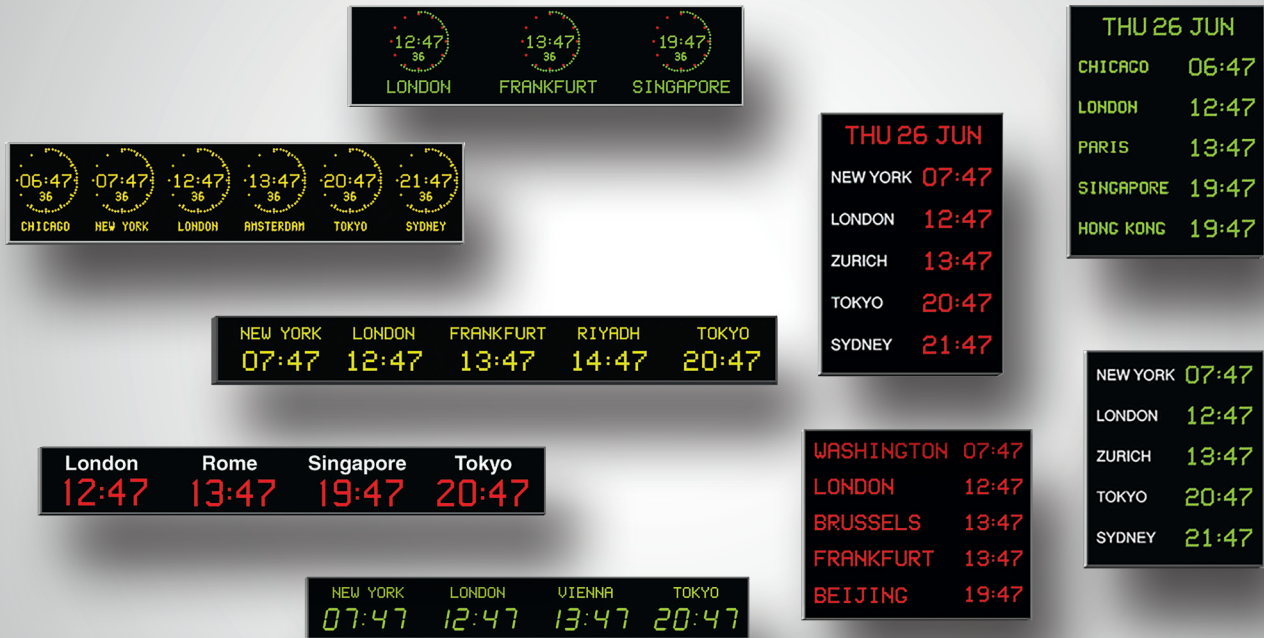 12:47 13:47 19:47
36 36 36
LONDON FRANKFURT SINGAPORE
06:47 07:47 12:47 13:47 20:47 21:47
36 36 36 36 36 36
CHICAGO NEW YORK LONDON AMSTERDAM TOKYO SYDNEY
NEW YORK LONDON FRANKFURT RIYADH TOKYO
07:47 12:47 13:47 14:47 20:47
London Rome Singapore Tokyo
12:47 13:47 19:47 20:47
NEW YORK LONDON VIENNA TOKYO
07:47 12:47 13:47 20:47
THU 26 JUN
NEW YORK 07:47
LONDON 12:47
ZURICH 13:47
TOKYO 20:47
SYDNEY 21:47
WASHINGTON 07:47
LONDON 12:47
BRUSSELS 13:47
FRANKFURT 13:47
BEIJING 19:47
THU 26 JUN
CHICAGO 06:47
LONDON 12:47
PARIS 13:47
SINGAPORE 19:47
HONG KONG 19:47
NEW YORK 07:47
LONDON 12:47
ZURICH 13:47
TOKYO 20:47
SYDNEY 21:47